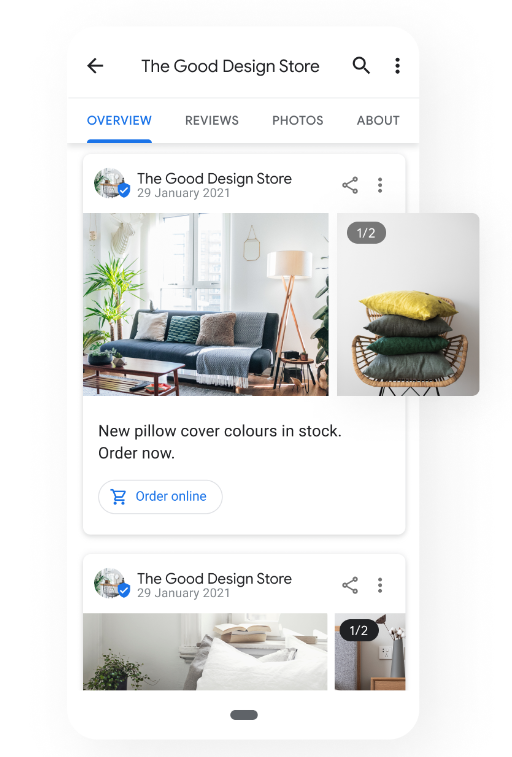 The Good Design Store
OVERVIEW REVIEWS PHOTOS ABOUT
The Good Design Store
29 January 2021
1/2
New pillow cover colours in stock.
Order now.
Order online
The Good Design Store
29 January 2021
1/2